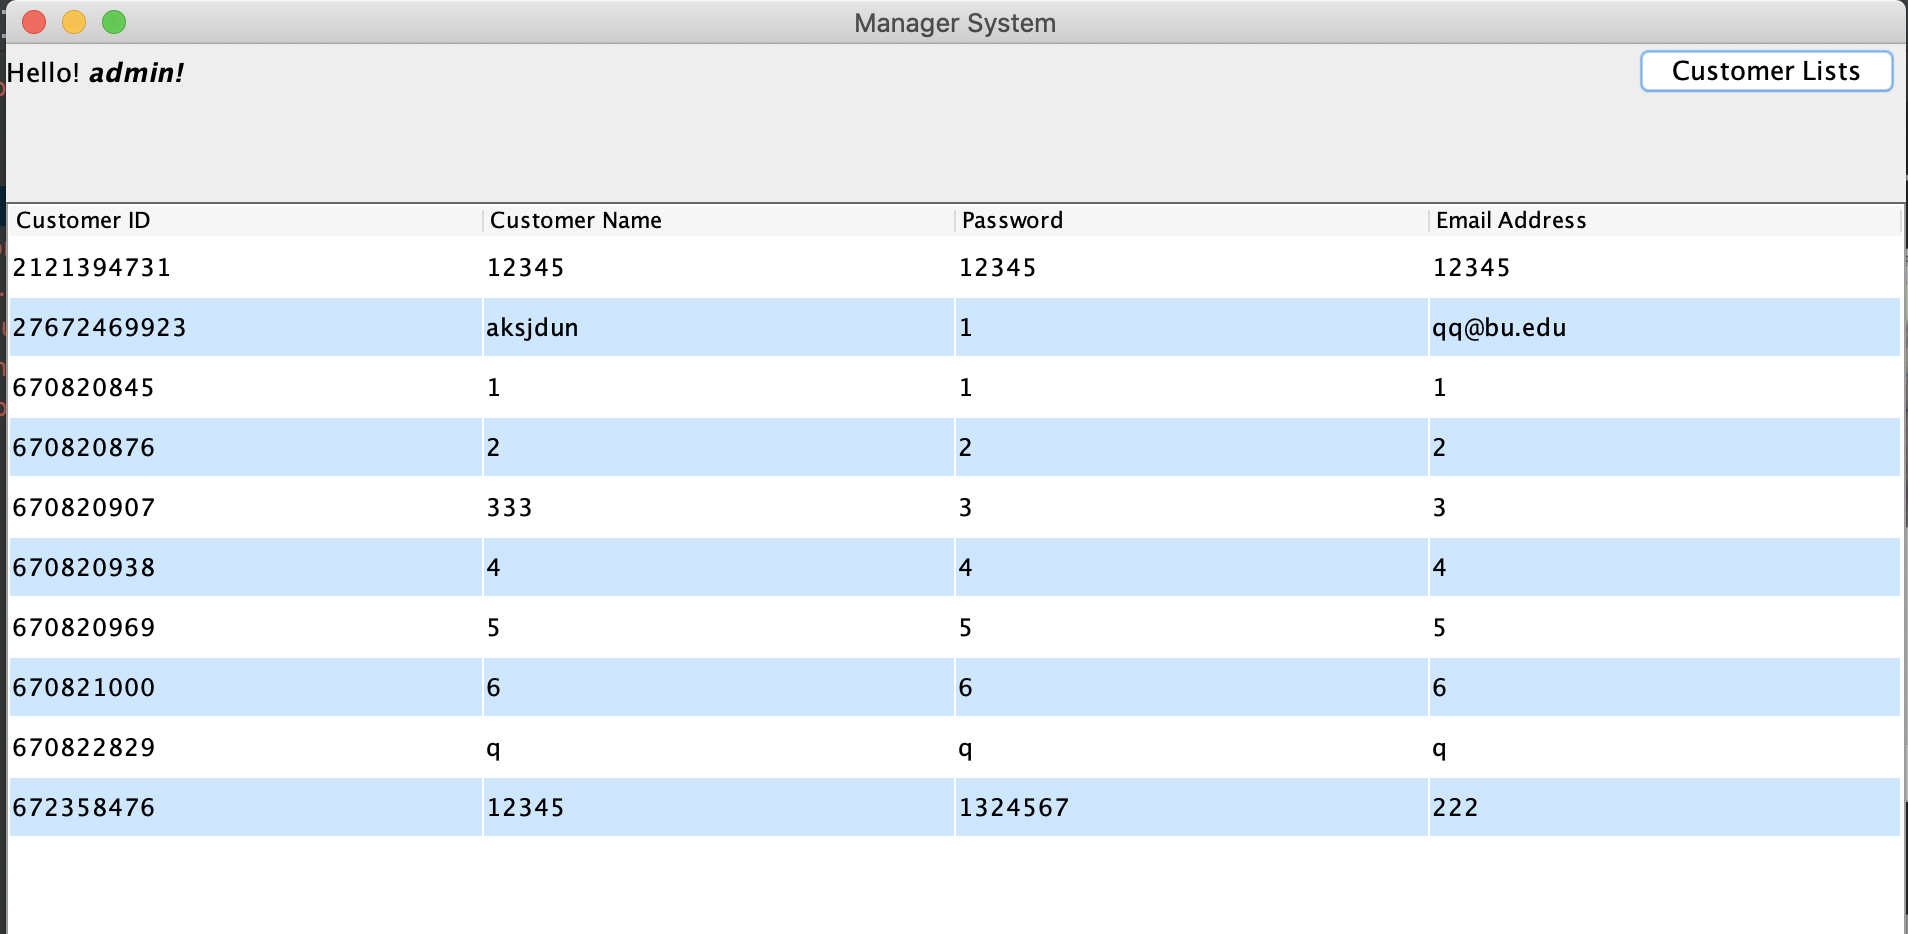 Manager System
Hello! admin!
Customer Lists
Customer ID Customer Name Password Email Address
2121394731 12345 12345 12345
27672469923 aksjdun 1 qq@bu.edu
670820845 1 1 1
670820876 2 2 2
670820907 333 3 3
670820938 4 4 4
670820969 5 5 5
670821000 6 6 6
670822829 q q q
672358476 12345 1324567 222